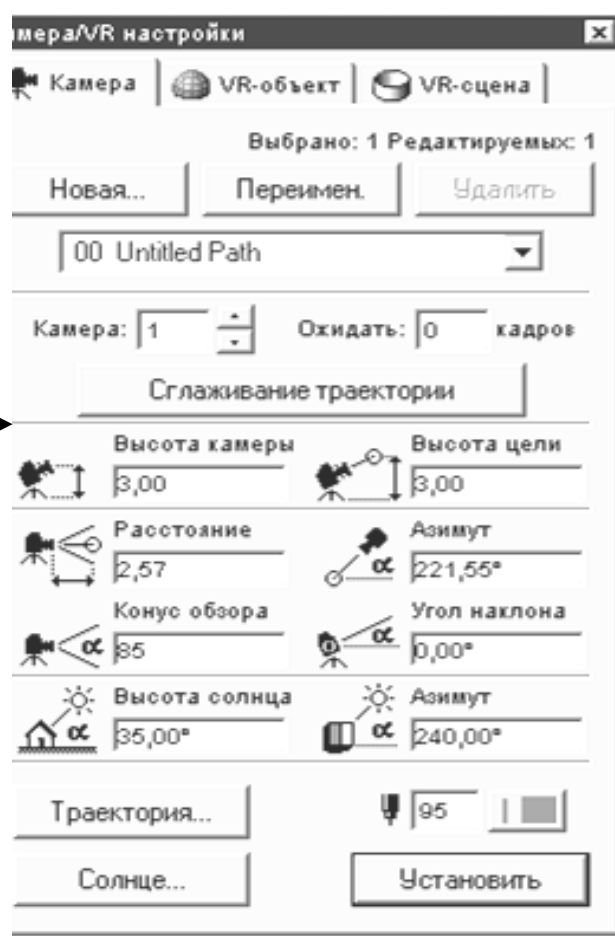 мера/VR настройки
Камера VR-объект VR-сцена
Выбрано: 1 Редактируемых: 1
Новая... Переимен. Удалить
00 Untitled Path
Камера: 1 Ожидать: 0 кадров
Сглаживание траектории
Высота камеры Высота цели
3,00 3,00
Расстояние Азимут
α 2,57 221,55°
Конус обзора Угол наклона
α 85 α 0,00°
Высота солнца Азимут
α 35,00° α 240,00°
Траектория... 95
Солнце... Установить